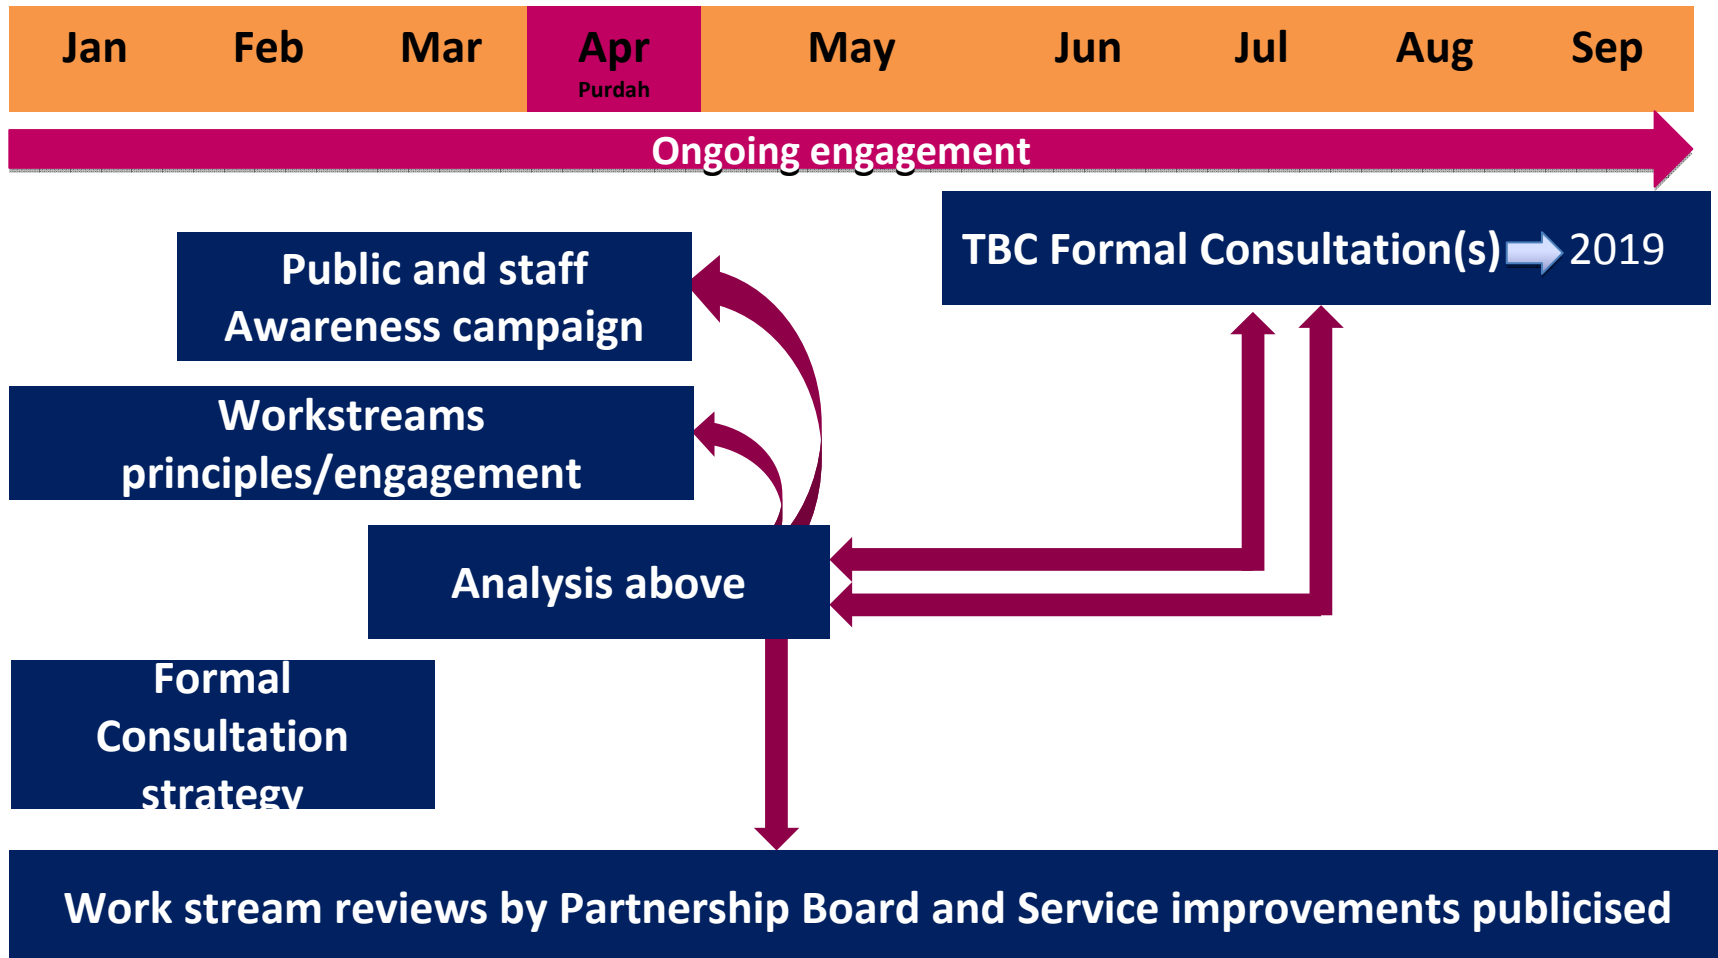 Jan Feb Mar Apr May Jun Jul Aug Sep
Purdah
Ongoing engagement
TBC Formal Consultation(s) 2019
Public and staff
Awareness campaign
Workstreams
principles/engagement
Analysis above
Formal
Consultation
strategy
Work stream reviews by Partnership Board and Service improvements publicised